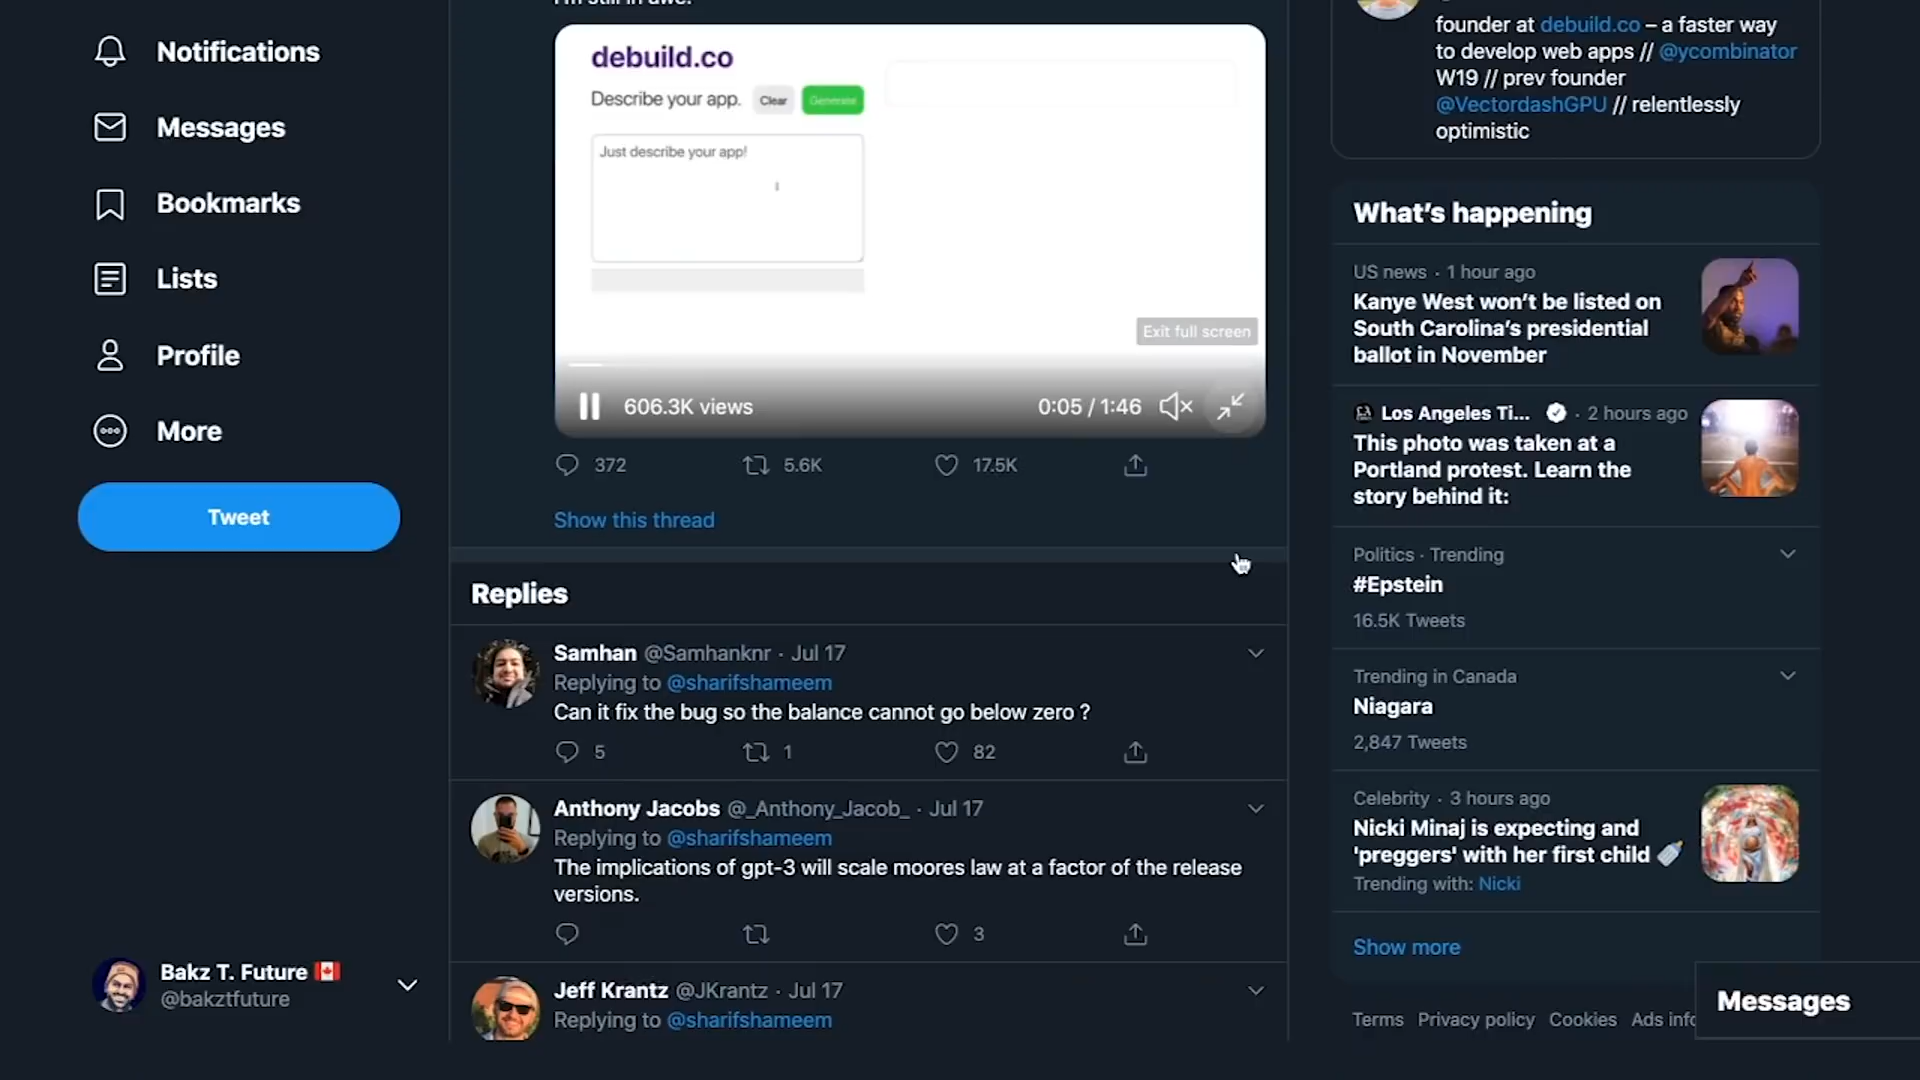 Notifications
Messages
Bookmarks
Lists
Profile
More
Tweet
Bakz T. Future
@bakztfuture
debuild.co
Describe your app. Clear Generate
Just describe your app!
Exit full screen
606.3K views 0:05 / 1:46
372 5.6K 17.5K
Show this thread
Replies
Samhan @Samhanknr · Jul 17
Replying to @sharifshameem
Can it fix the bug so the balance cannot go below zero ?
5 1 82
Anthony Jacobs @_Anthony_Jacob_ · Jul 17
Replying to @sharifshameem
The implications of gpt-3 will scale moores law at a factor of the release
versions.
3
Jeff Krantz @JKrantz · Jul 17
Replying to @sharifshameem
founder at debuild.co – a faster way
to develop web apps // @ycombinator
W19 // prev founder
@VectordashGPU // relentlessly
optimistic
What's happening
US news · 1 hour ago
Kanye West won't be listed on
South Carolina's presidential
ballot in November
Los Angeles Ti... · 2 hours ago
This photo was taken at a
Portland protest. Learn the
story behind it:
Politics · Trending
#Epstein
16.5K Tweets
Trending in Canada
Niagara
2,847 Tweets
Celebrity · 3 hours ago
Nicki Minaj is expecting and
'preggers' with her first child
Trending with: Nicki
Show more
Terms Privacy policy Cookies Ads info
Messages